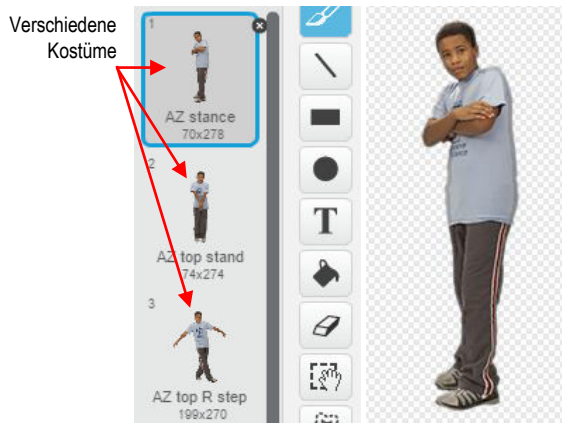 Verschiedene
Kostüme
1
AZ stance
70x278
2
AZ top stand
74x274
3
AZ top R step
199x270
T